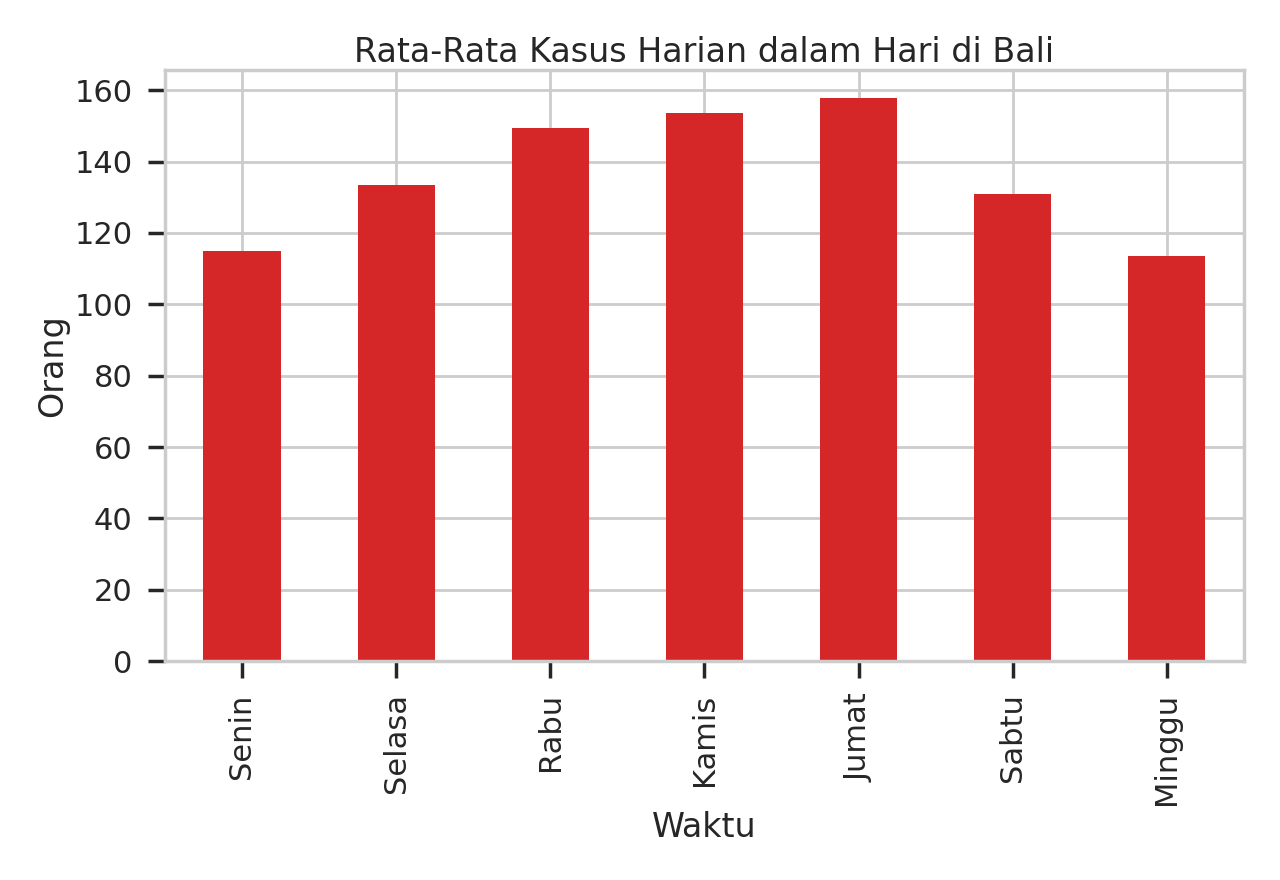 Rata-Rata Kasus Harian dalam Hari di Bali
160
140
120
100
80
60
40
20
0
Orang
Senin
Selasa
Rabu
Kamis
Jumat
Sabtu
Minggu
Waktu